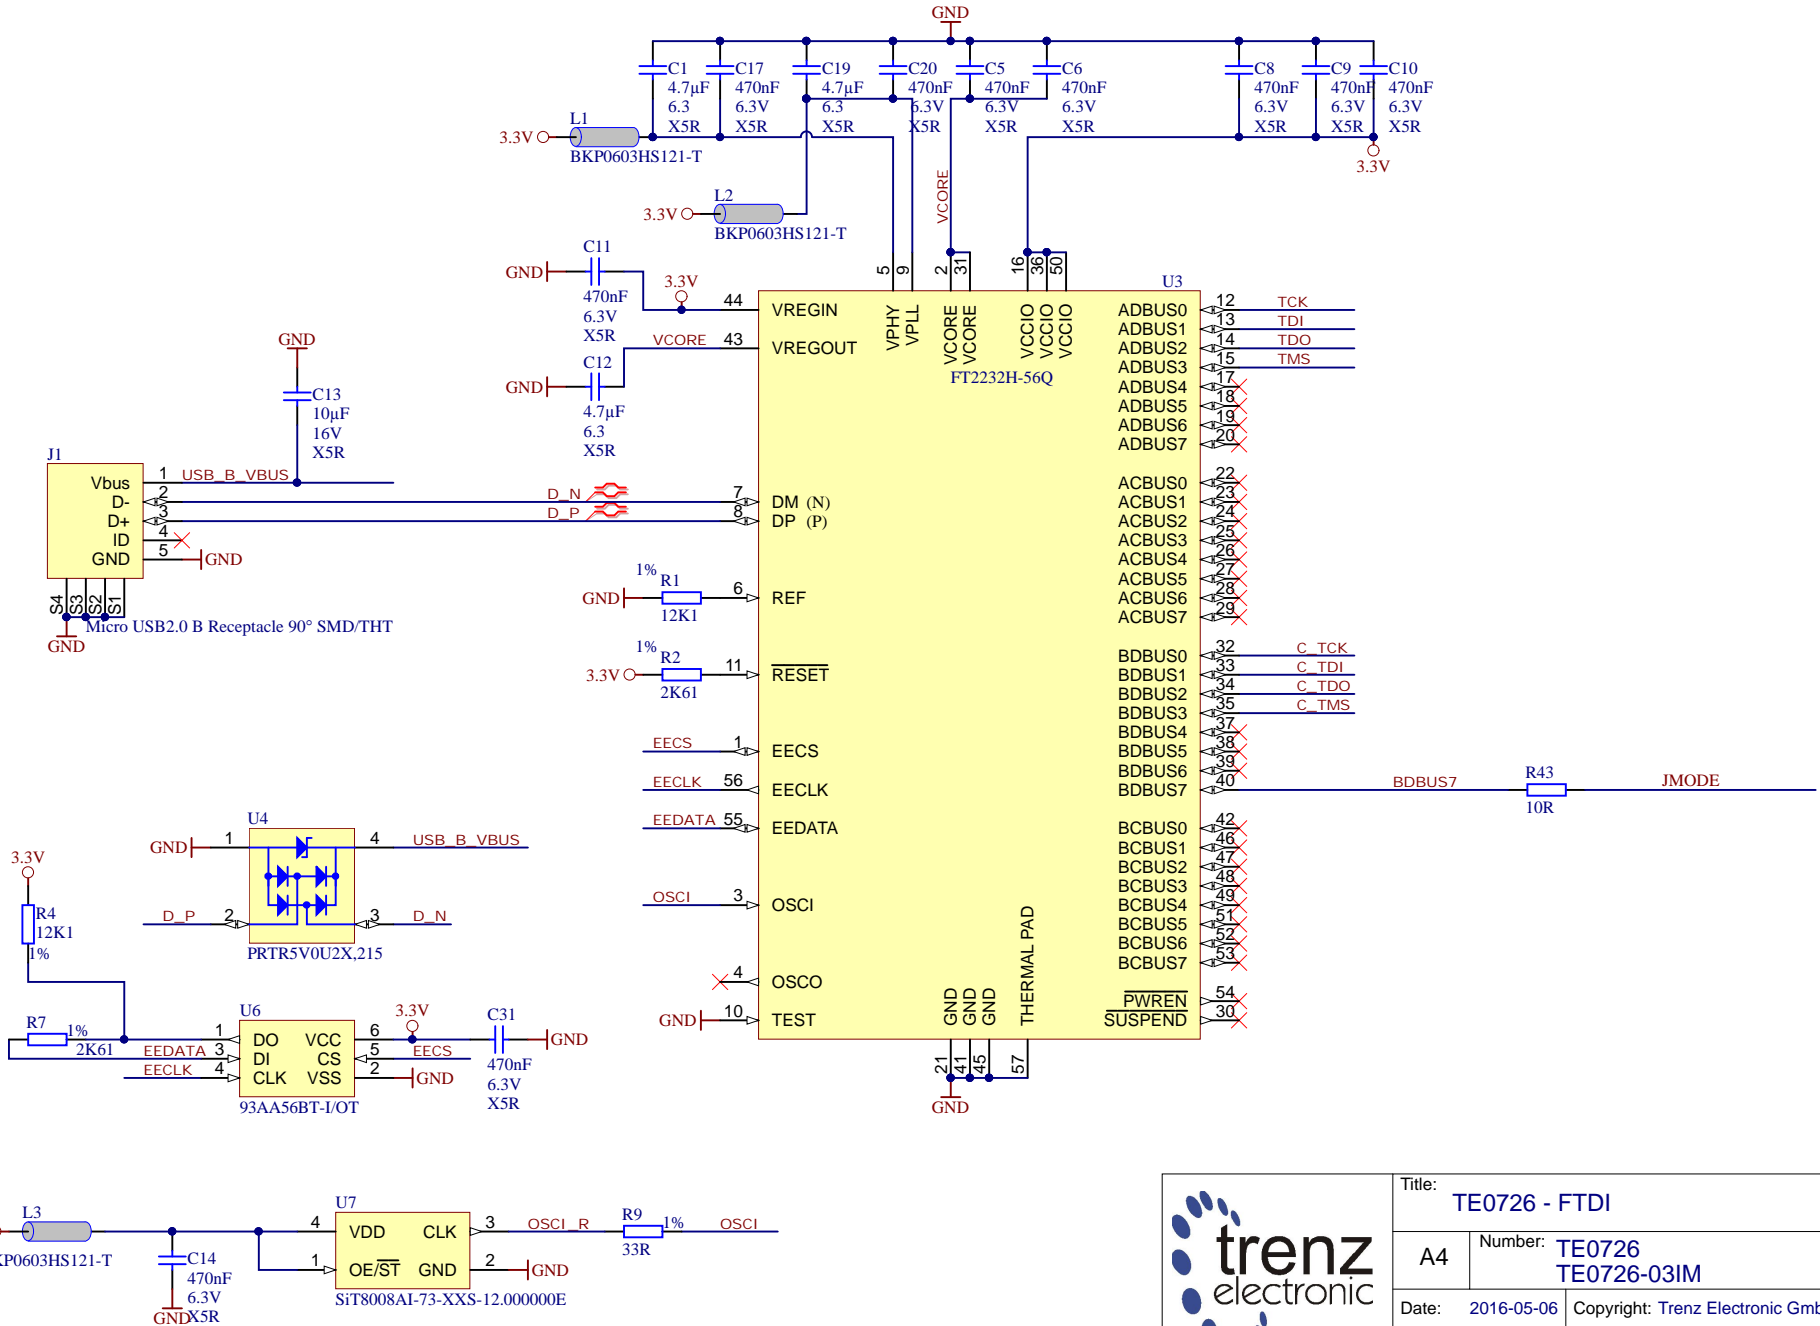 GND
C1
4.7µF
6.3
X5R
C17
470nF
6.3V
X5R
C19
4.7µF
6.3
X5R
C20
470nF
6.3V
X5R
C5
470nF
6.3V
X5R
C6
470nF
6.3V
X5R
C8
470nF
6.3V
X5R
C9
470nF
6.3V
X5R
C10
470nF
6.3V
X5R
3.3V
L1
BKP0603HS121-T
3.3V
3.3V
L2
BKP0603HS121-T
VCORE
GND
C11
470nF
6.3V
X5R
3.3V
VCORE
GND
C12
4.7µF
6.3
X5R
U3
FT2232H-56Q
5 VPHY
9 VPLL
2 VCORE
31 VCORE
16 VCCIO
36 VCCIO
50 VCCIO
44 VREGIN
43 VREGOUT
7 DM (N)
8 DP (P)
6 REF
11 RESET
1 EECS
56 EECLK
55 EEDATA
3 OSCI
4 OSCO
10 TEST
ADBUS0 12 TCK
ADBUS1 13 TDI
ADBUS2 14 TDO
ADBUS3 15 TMS
ADBUS4 17
ADBUS5 18
ADBUS6 19
ADBUS7 20
ACBUS0 22
ACBUS1 23
ACBUS2 24
ACBUS3 25
ACBUS4 26
ACBUS5 27
ACBUS6 28
ACBUS7 29
BDBUS0 32 C_TCK
BDBUS1 33 C_TDI
BDBUS2 34 C_TDO
BDBUS3 35 C_TMS
BDBUS4 37
BDBUS5 38
BDBUS6 39
BDBUS7 40 BDBUS7
R43
10R
JMODE
BCBUS0 42
BCBUS1 46
BCBUS2 47
BCBUS3 48
BCBUS4 49
BCBUS5 51
BCBUS6 52
BCBUS7 53
PWREN 54
SUSPEND 30
GND 21
GND 41
GND 45
THERMAL PAD 57
GND
GND
C13
10µF
16V
X5R
J1
Vbus 1 USB_B_VBUS
D- 2
D+ 3
ID 4
GND 5 GND
S4
S3
S2
S1
GND
Micro USB2.0 B Receptacle 90° SMD/THT
D_N
D_P
GND
1%
R1
12K1
3.3V
1%
R2
2K61
EECS
EECLK
EEDATA
OSCI
GND
U4
GND 1
4 USB_B_VBUS
D_P 2
3 D_N
PRTR5V0U2X,215
3.3V
R4
12K1
1%
R7
1%
2K61
U6
1 DO
EEDATA 3 DI
EECLK 4 CLK
VCC 6
CS 5 EECS
VSS 2 GND
93AA56BT-I/OT
3.3V
C31
470nF
6.3V
X5R
GND
L3
KP0603HS121-T
C14
470nF
6.3V
X5R
GND
U7
4 VDD
1 OE/ST
CLK 3 OSCI_R
GND 2 GND
SiT8008AI-73-XXS-12.000000E
R9
1%
33R
OSCI
trenz
electronic
Title:
TE0726 - FTDI
A4
Number: TE0726
TE0726-03IM
Date: 2016-05-06
Copyright: Trenz Electronic Gmb